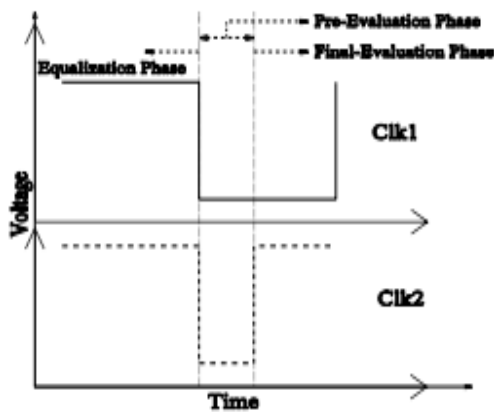 Pre-Evaluation Phase
Final-Evaluation Phase
Equalization Phase
Clk1
Voltage
Clk2
Time